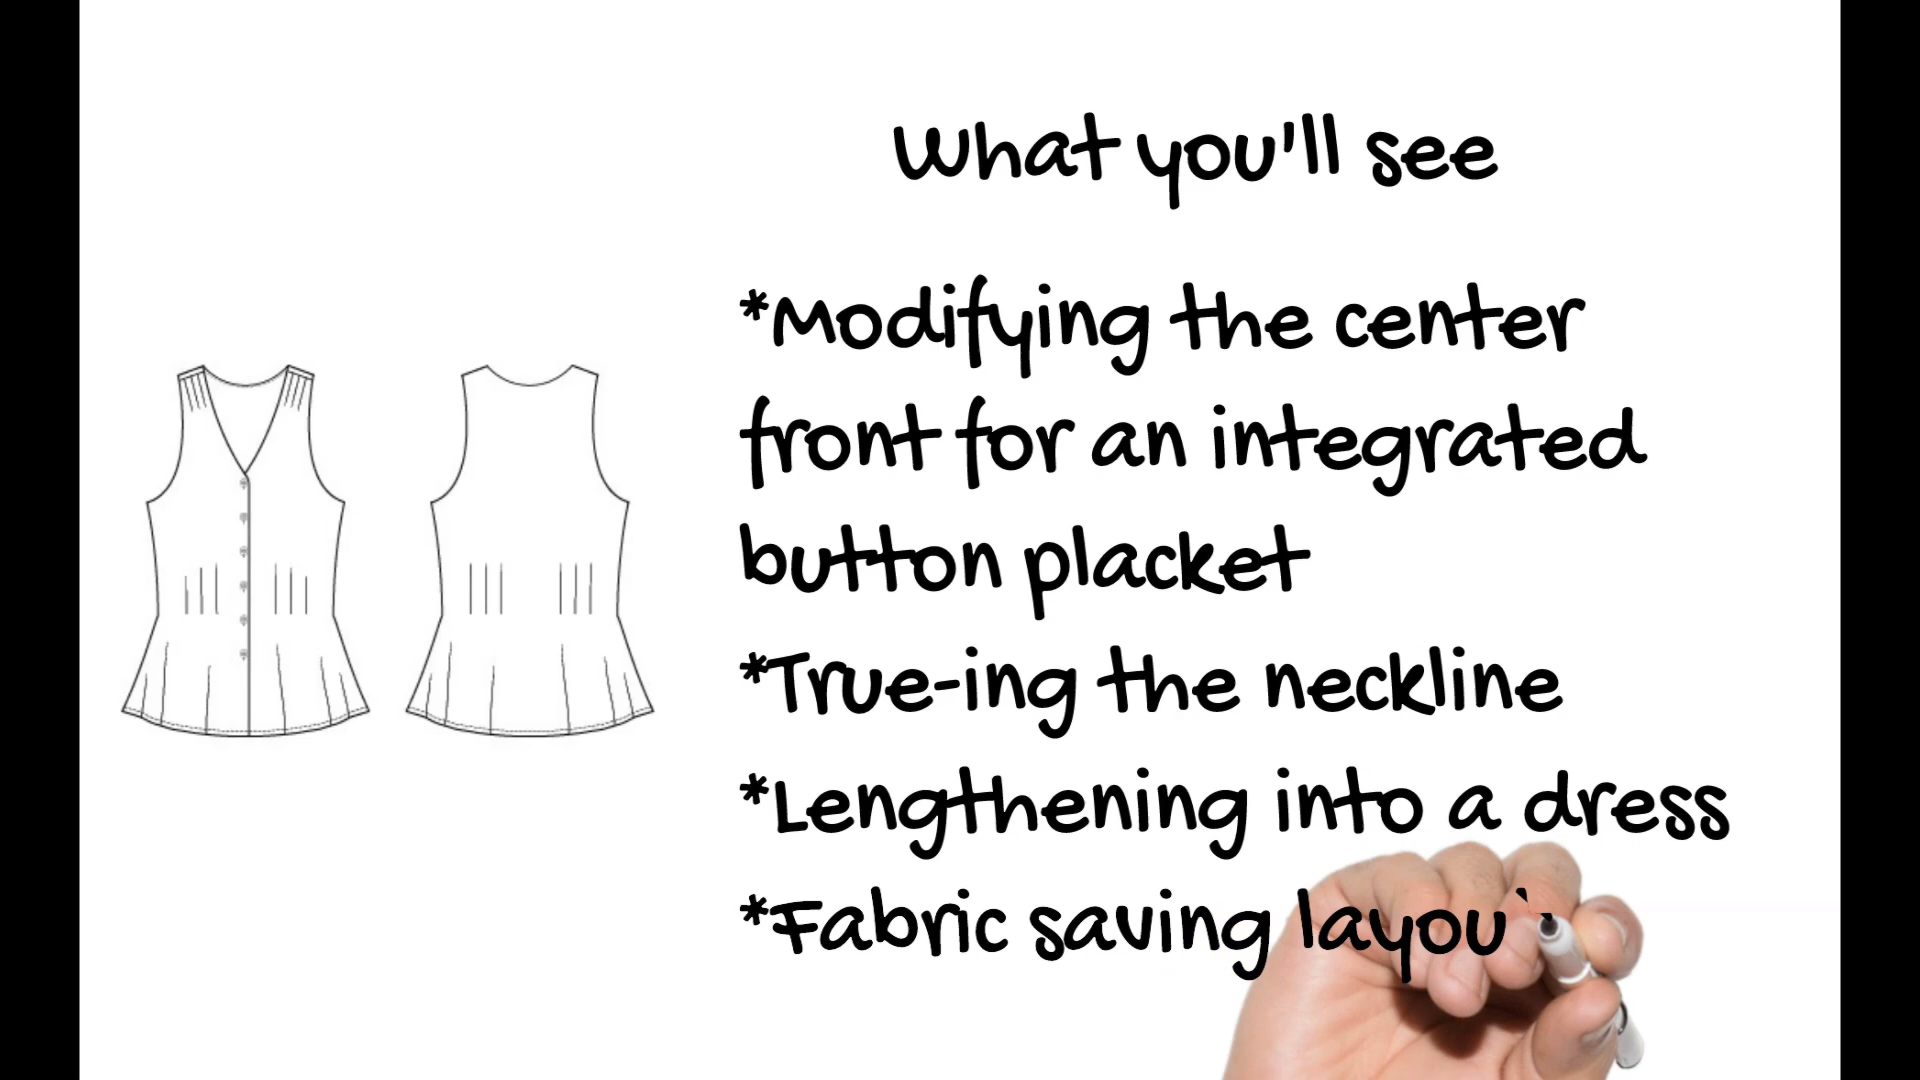 What you'll see
*Modifying the center
front for an integrated
button placket
*True-ing the neckline
*Lengthening into a dress
*Fabric saving layou